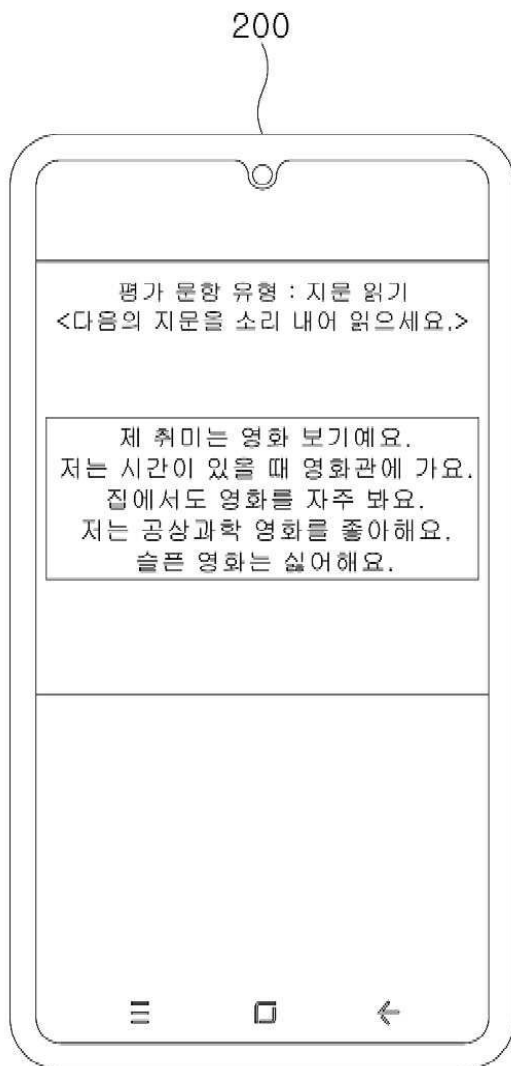 200
평가 문항 유형 : 지문 읽기
<다음의 지문을 소리 내어 읽으세요.>
제 취미는 영화 보기예요.
저는 시간이 있을 때 영화관에 가요.
집에서도 영화를 자주 봐요.
저는 공상과학 영화를 좋아해요.
슬픈 영화는 싫어해요.